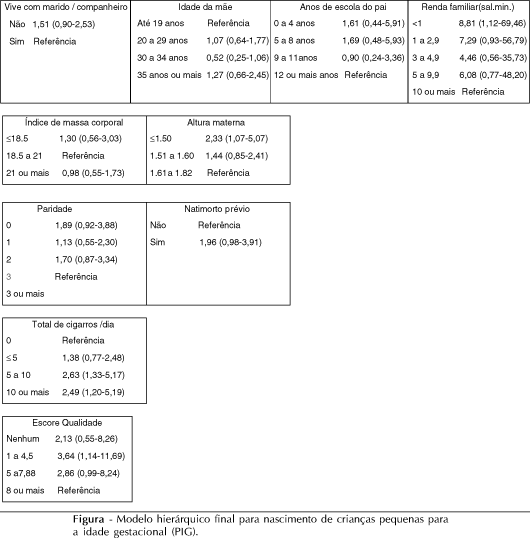 Vive com marido / companheiro
Não 1,51 (0,90-2,53)
Sim Referência
Idade da mãe
Até 19 anos Referência
20 a 29 anos 1,07 (0,64-1,77)
30 a 34 anos 0,52 (0,25-1,06)
35 anos ou mais 1,27 (0,66-2,45)
Anos de escola do pai
0 a 4 anos 1,61 (0,44-5,91)
5 a 8 anos 1,69 (0,48-5,93)
9 a 11anos 0,90 (0,24-3,36)
12 ou mais anos Referência
Renda familiar(sal.min.)
<1 8,81 (1,12-69,46)
1 a 2,9 7,29 (0,93-56,79)
3 a 4,9 4,46 (0,56-35,73)
5 a 9,9 6,08 (0,77-48,20)
10 ou mais Referência
Índice de massa corporal
≤18.5 1,30 (0,56-3,03)
18.5 a 21 Referência
21 ou mais 0,98 (0,55-1,73)
Altura materna
≤1.50 2,33 (1,07-5,07)
1.51 a 1.60 1,44 (0,85-2,41)
1.61a 1.82 Referência
Paridade
0 1,89 (0,92-3,88)
1 1,13 (0,55-2,30)
2 1,70 (0,87-3,34)
3 Referência
3 ou mais
Natimorto prévio
Não Referência
Sim 1,96 (0,98-3,91)
Total de cigarros /dia
0 Referência
≤ 5 1,38 (0,77-2,48)
5 a 10 2,63 (1,33-5,17)
10 ou mais 2,49 (1,20-5,19)
Escore Qualidade
Nenhum 2,13 (0,55-8,26)
1 a 4,5 3,64 (1,14-11,69)
5 a7,88 2,86 (0,99-8,24)
8 ou mais Referência
Figura - Modelo hierárquico final para nascimento de crianças pequenas para
a idade gestacional (PIG).